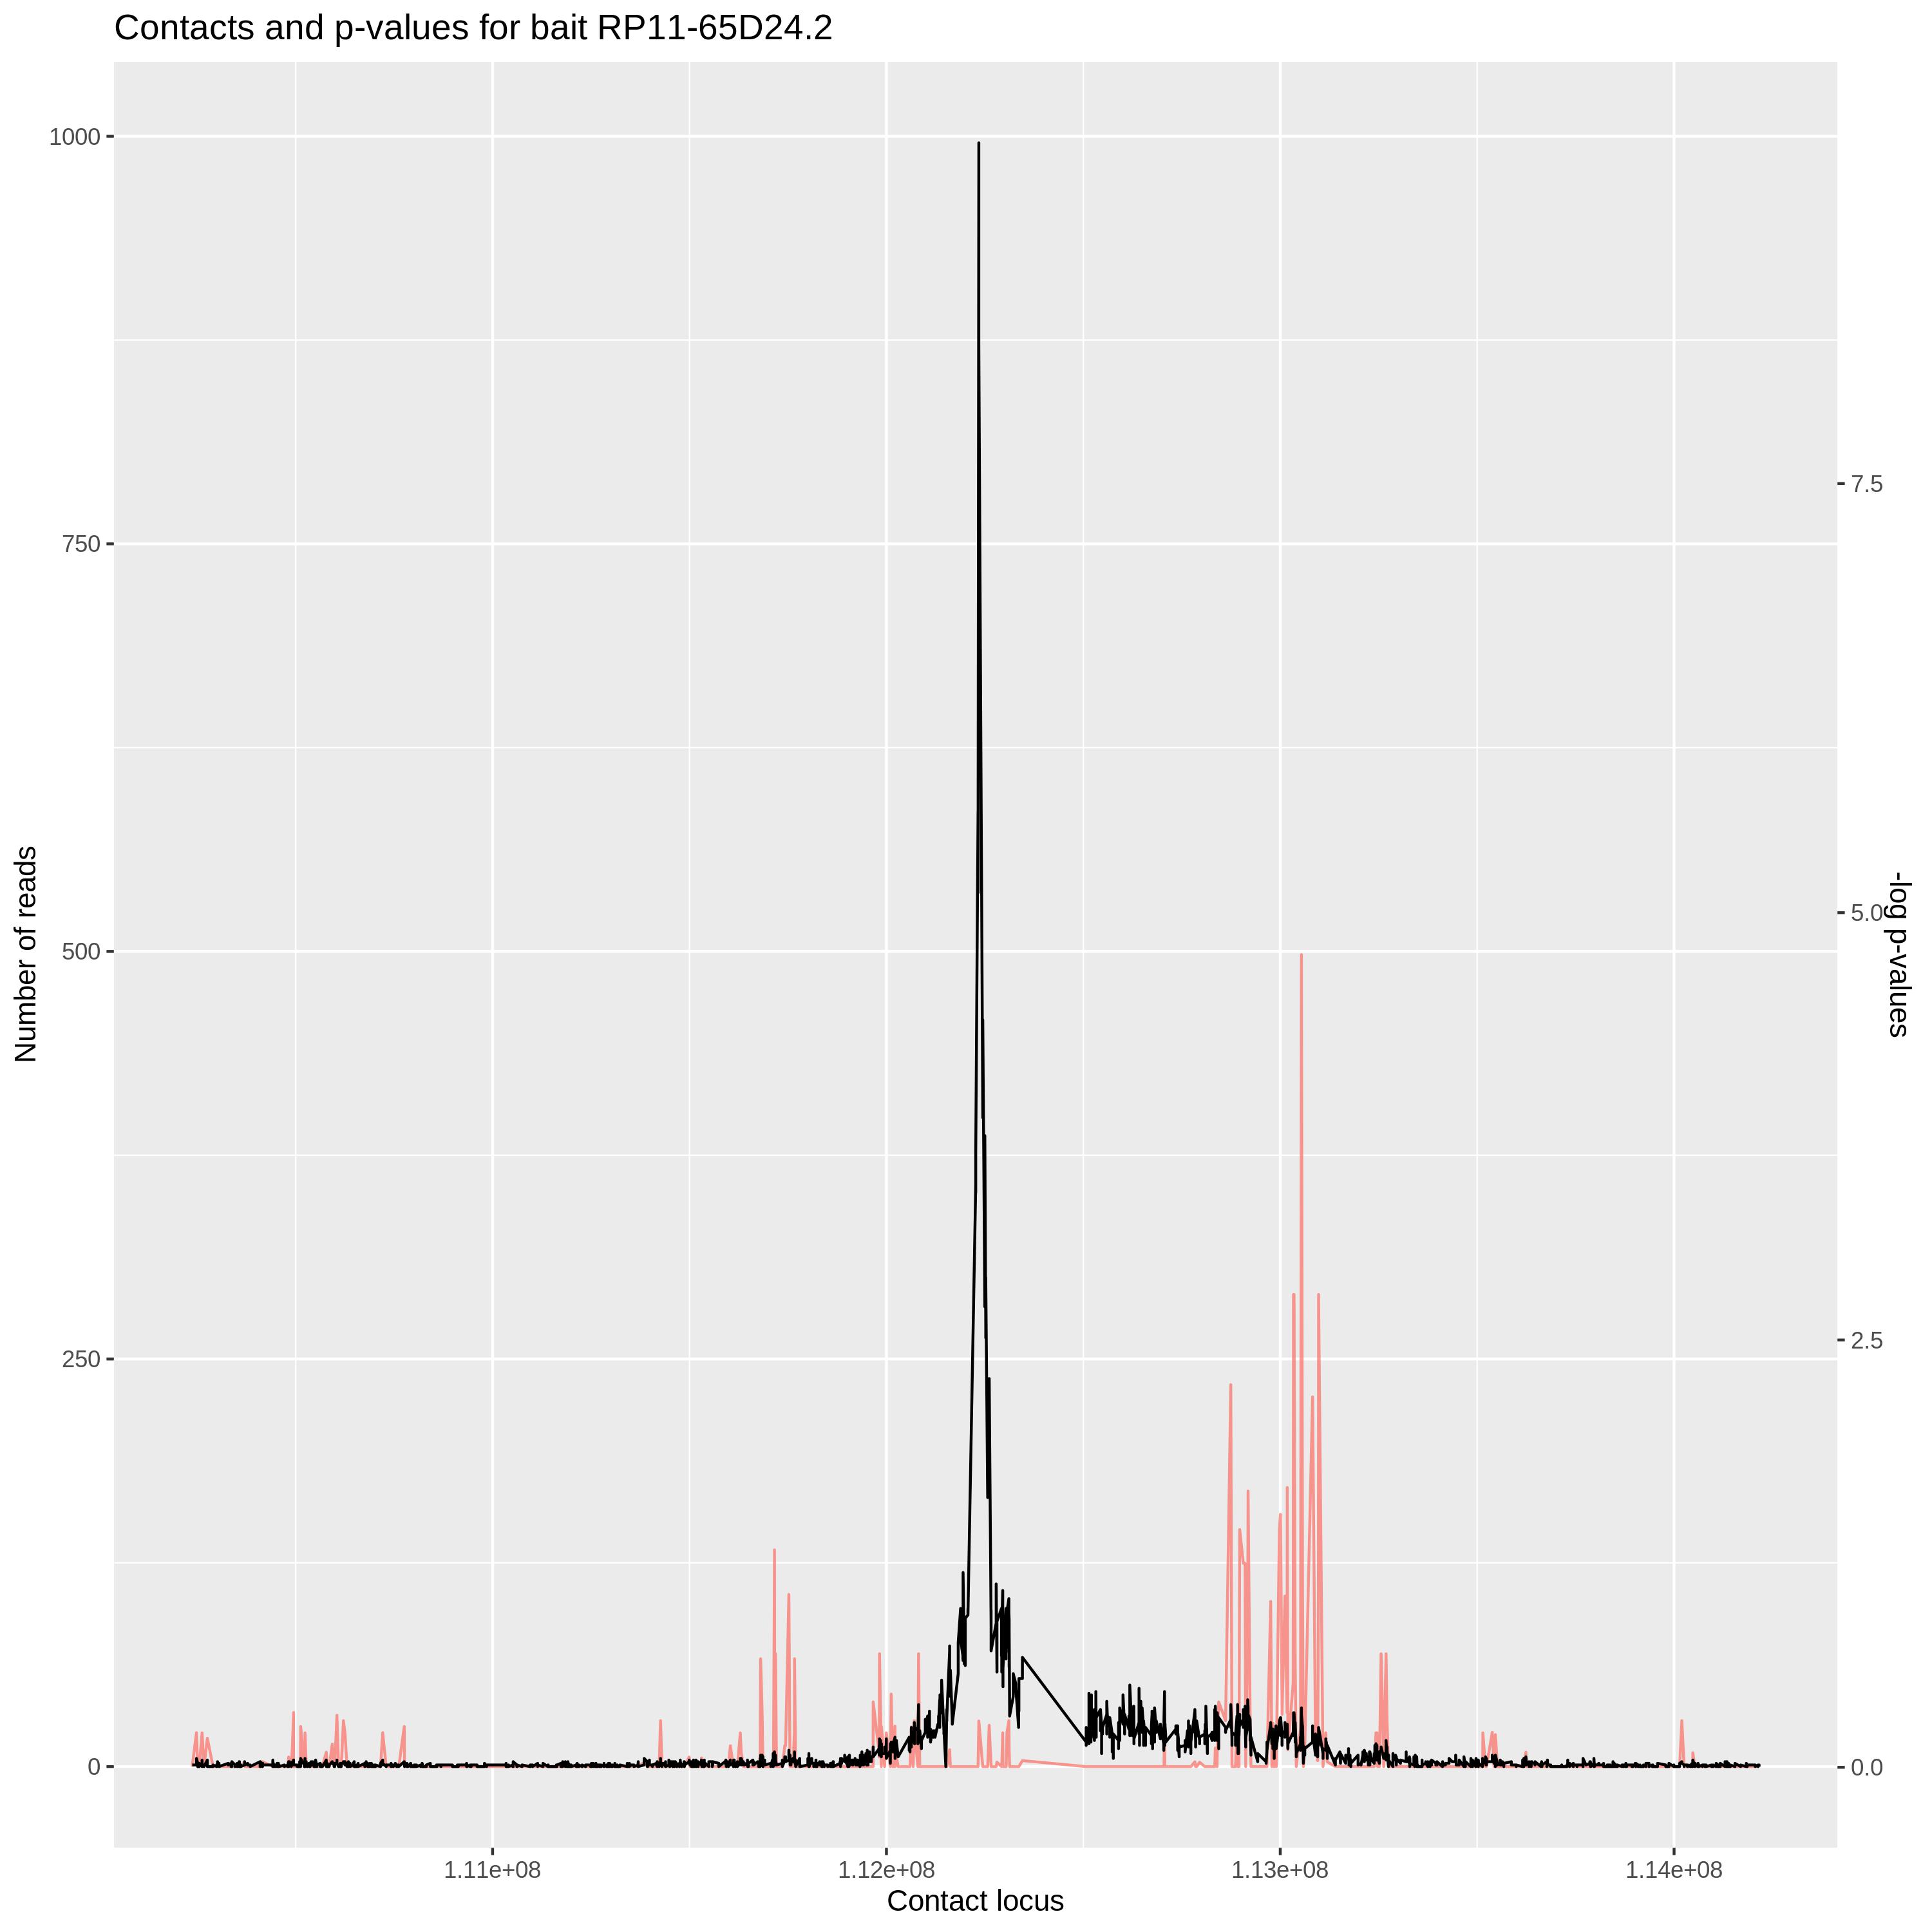 Contacts and p-values for bait RP11-65D24.2
1000
750
500
250
0
Number of reads
7.5
5.0
2.5
0.0
-log p-values
1.11e+08
1.12e+08
1.13e+08
1.14e+08
Contact locus